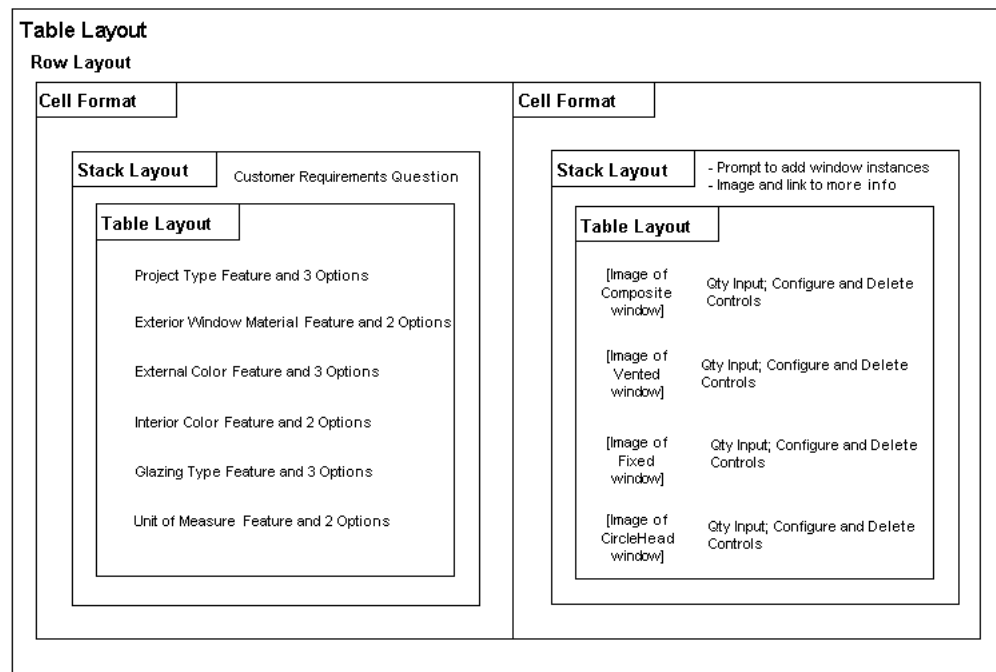 Table Layout
Row Layout
Cell Format
Stack Layout
Customer Requirements Question
Table Layout
Project Type Feature and 3 Options
Exterior Window Material Feature and 2 Options
External Color Feature and 3 Options
Interior Color Feature and 2 Options
Glazing Type Feature and 3 Options
Unit of Measure Feature and 2 Options
Cell Format
Stack Layout
- Prompt to add window instances
- Image and link to more info
Table Layout
[Image of
Composite
window]
Qty Input; Configure and Delete
Controls
[Image of
Vented
window]
Qty Input; Configure and Delete
Controls
[Image of
Fixed
window]
Qty Input; Configure and Delete
Controls
[Image of
CircleHead
window]
Qty Input; Configure and Delete
Controls